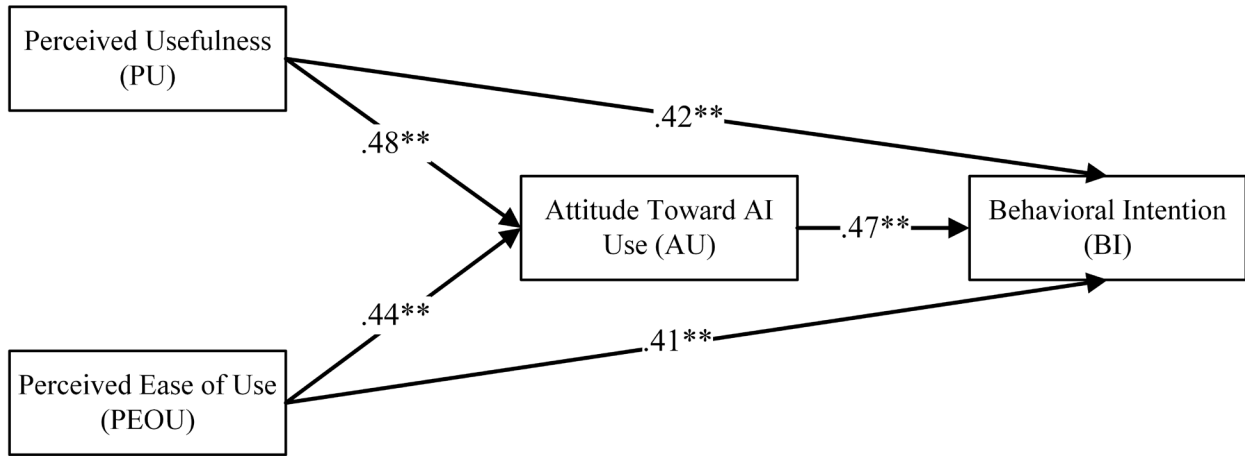 Perceived Usefulness
(PU)
.42**
.48**
Attitude Toward AI
Use (AU)
.47**
Behavioral Intention
(BI)
.44**
.41**
Perceived Ease of Use
(PEOU)